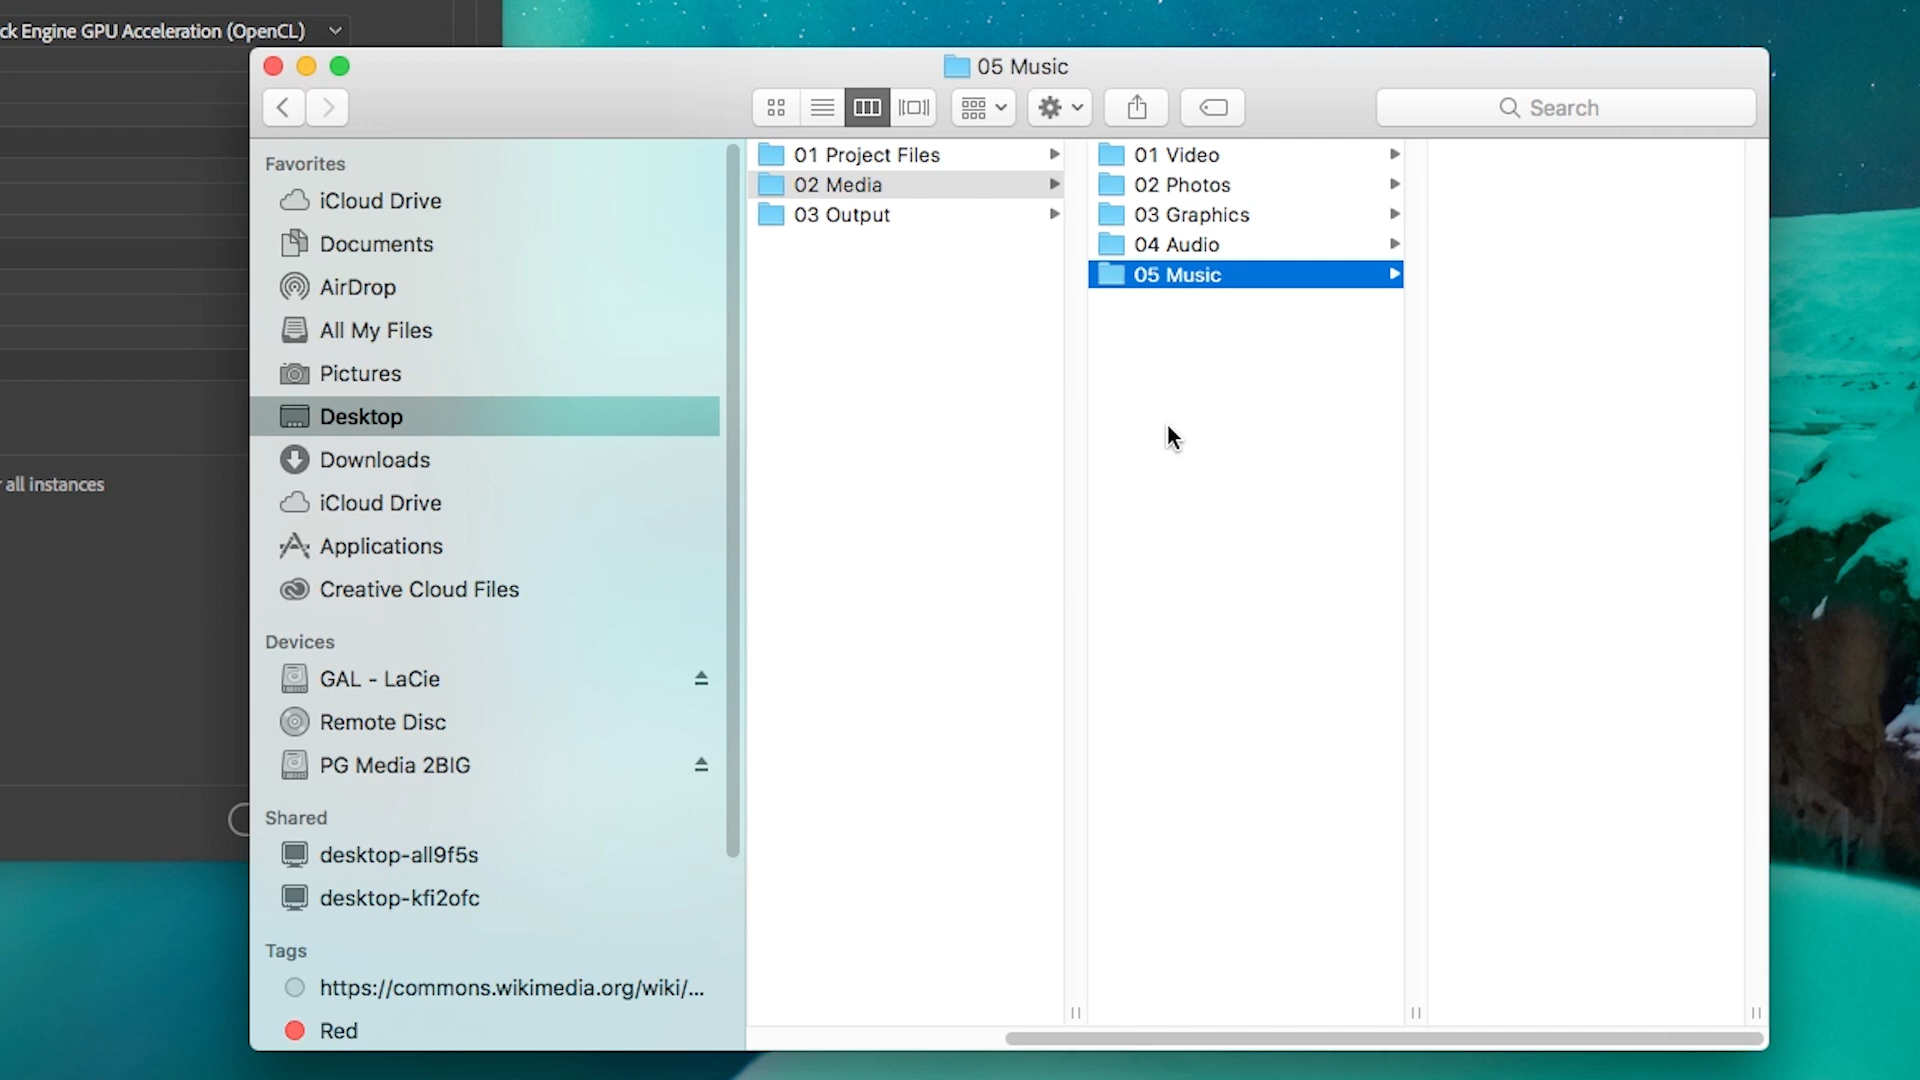 ck Engine GPU Acceleration (OpenCL)
05 Music
Search
Favorites
iCloud Drive
Documents
AirDrop
All My Files
Pictures
Desktop
Downloads
iCloud Drive
Applications
Creative Cloud Files
Devices
GAL - LaCie
Remote Disc
PG Media 2BIG
Shared
desktop-all9f5s
desktop-kfi2ofc
Tags
https://commons.wikimedia.org/wiki/...
Red
01 Project Files
02 Media
03 Output
01 Video
02 Photos
03 Graphics
04 Audio
05 Music
all instances